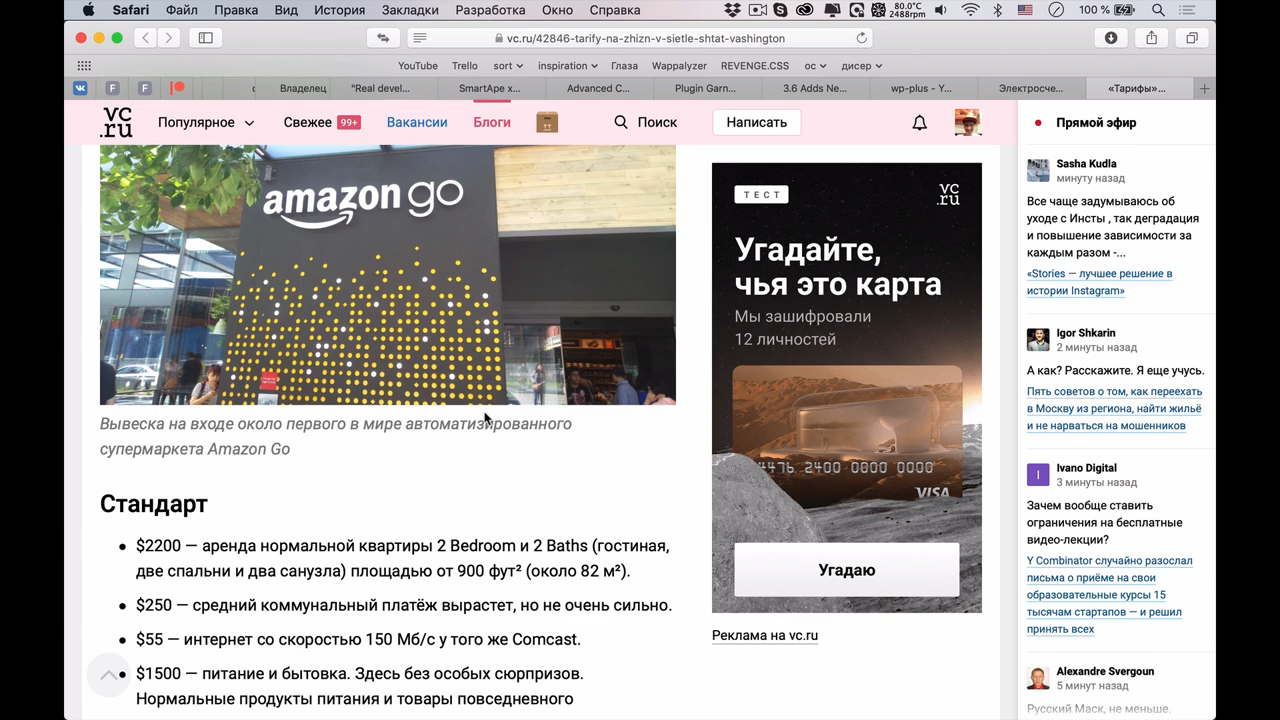 Safari Файл Правка Вид История Закладки Разработка Окно Справка 80.0°C 2488rpm 100 %
vc.ru/42846-tarify-na-zhizn-v-sietle-shtat-vashington
YouTube Trello sort inspiration Глаза Wappalyzer REVENGE.CSS ос дисер
Владелец "Real devel... SmartApe x... Advanced C... Plugin Garn... 3.6 Adds Ne... wp-plus - Y... Электросче... «Тарифы»...
vc.ru Популярное Свежее 99+ Вакансии Блоги Поиск Написать
amazon go
Вывеска на входе около первого в мире автоматизированного
супермаркета Amazon Go
Стандарт
• $2200 — аренда нормальной квартиры 2 Bedroom и 2 Baths (гостиная,
две спальни и два санузла) площадью от 900 фут² (около 82 м²).
• $250 — средний коммунальный платёж вырастет, но не очень сильно.
• $55 — интернет со скоростью 150 Мб/с у того же Comcast.
• $1500 — питание и бытовка. Здесь без особых сюрпризов.
Нормальные продукты питания и товары повседневного
ТЕСТ
vc.ru
Угадайте,
чья это карта
Мы зашифровали
12 личностей
4476 2400 0800 0000
VISA
Угадаю
Реклама на vc.ru
Прямой эфир
Sasha Kudla
минуту назад
Все чаще задумываюсь об
уходе с Инсты , так деградация
и повышение зависимости за
каждым разом -...
«Stories — лучшее решение в
истории Instagram»
Igor Shkarin
2 минуты назад
А как? Расскажите. Я еще учусь.
Пять советов о том, как переехать
в Москву из региона, найти жильё
и не нарваться на мошенников
Ivano Digital
3 минуты назад
Зачем вообще ставить
ограничения на бесплатные
видео-лекции?
Y Combinator случайно разослал
письма о приёме на свои
образовательные курсы 15
тысячам стартапов — и решил
принять всех
Alexandre Svergoun
5 минут назад
Русский Маск, не меньше.